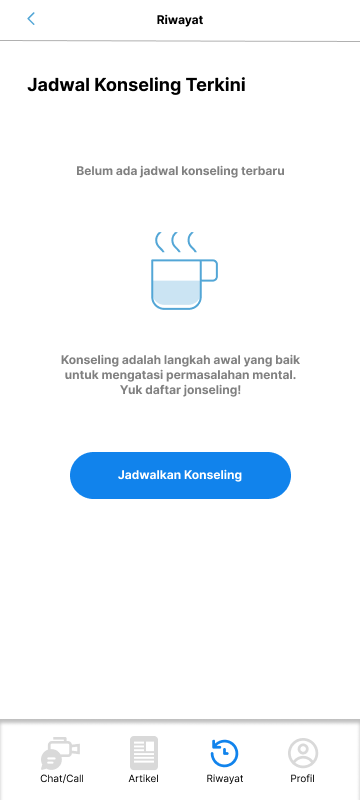 Riwayat
Jadwal Konseling Terkini
Belum ada jadwal konseling terbaru
Konseling adalah langkah awal yang baik
untuk mengatasi permasalahan mental.
Yuk daftar jonseling!
Jadwalkan Konseling
Chat/Call
Artikel
Riwayat
Profil